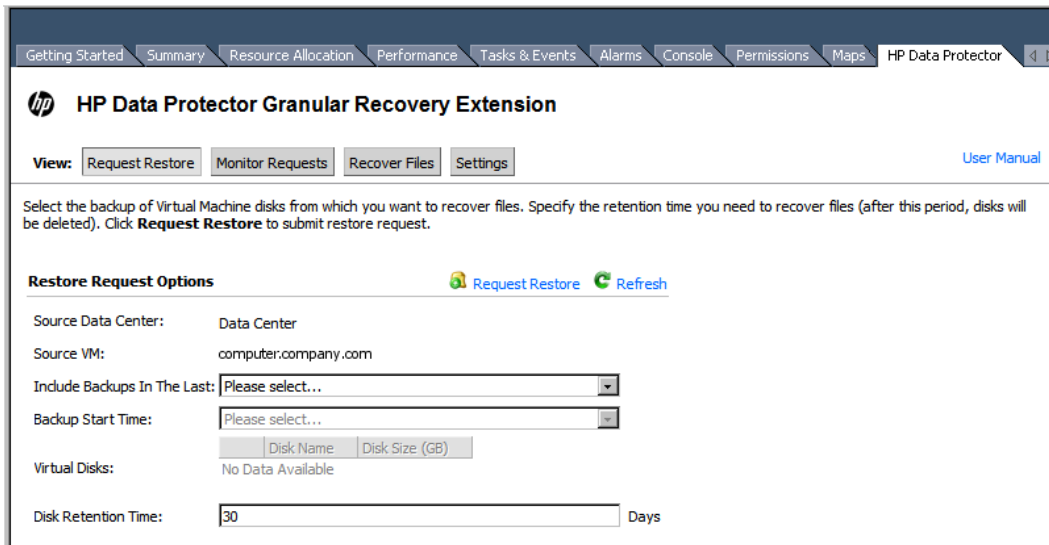 Getting Started Summary Resource Allocation Performance Tasks & Events Alarms Console Permissions Maps HP Data Protector
hp HP Data Protector Granular Recovery Extension
View: Request Restore Monitor Requests Recover Files Settings User Manual
Select the backup of Virtual Machine disks from which you want to recover files. Specify the retention time you need to recover files (after this period, disks will
be deleted). Click Request Restore to submit restore request.
Restore Request Options Request Restore Refresh
Source Data Center: Data Center
Source VM: computer.company.com
Include Backups In The Last: Please select...
Backup Start Time: Please select...
Disk Name Disk Size (GB)
Virtual Disks: No Data Available
Disk Retention Time: 30 Days